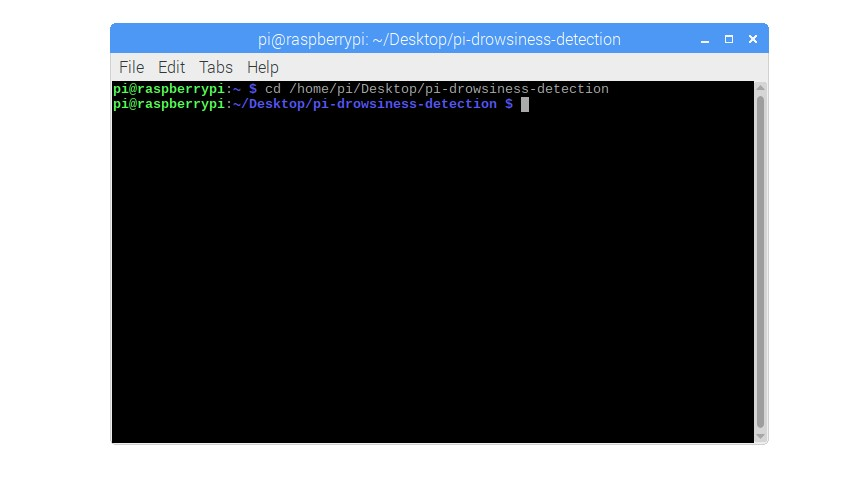 pi@raspberrypi: ~/Desktop/pi-drowsiness-detection
File Edit Tabs Help
pi@raspberrypi:~ $ cd /home/pi/Desktop/pi-drowsiness-detection
pi@raspberrypi:~/Desktop/pi-drowsiness-detection $